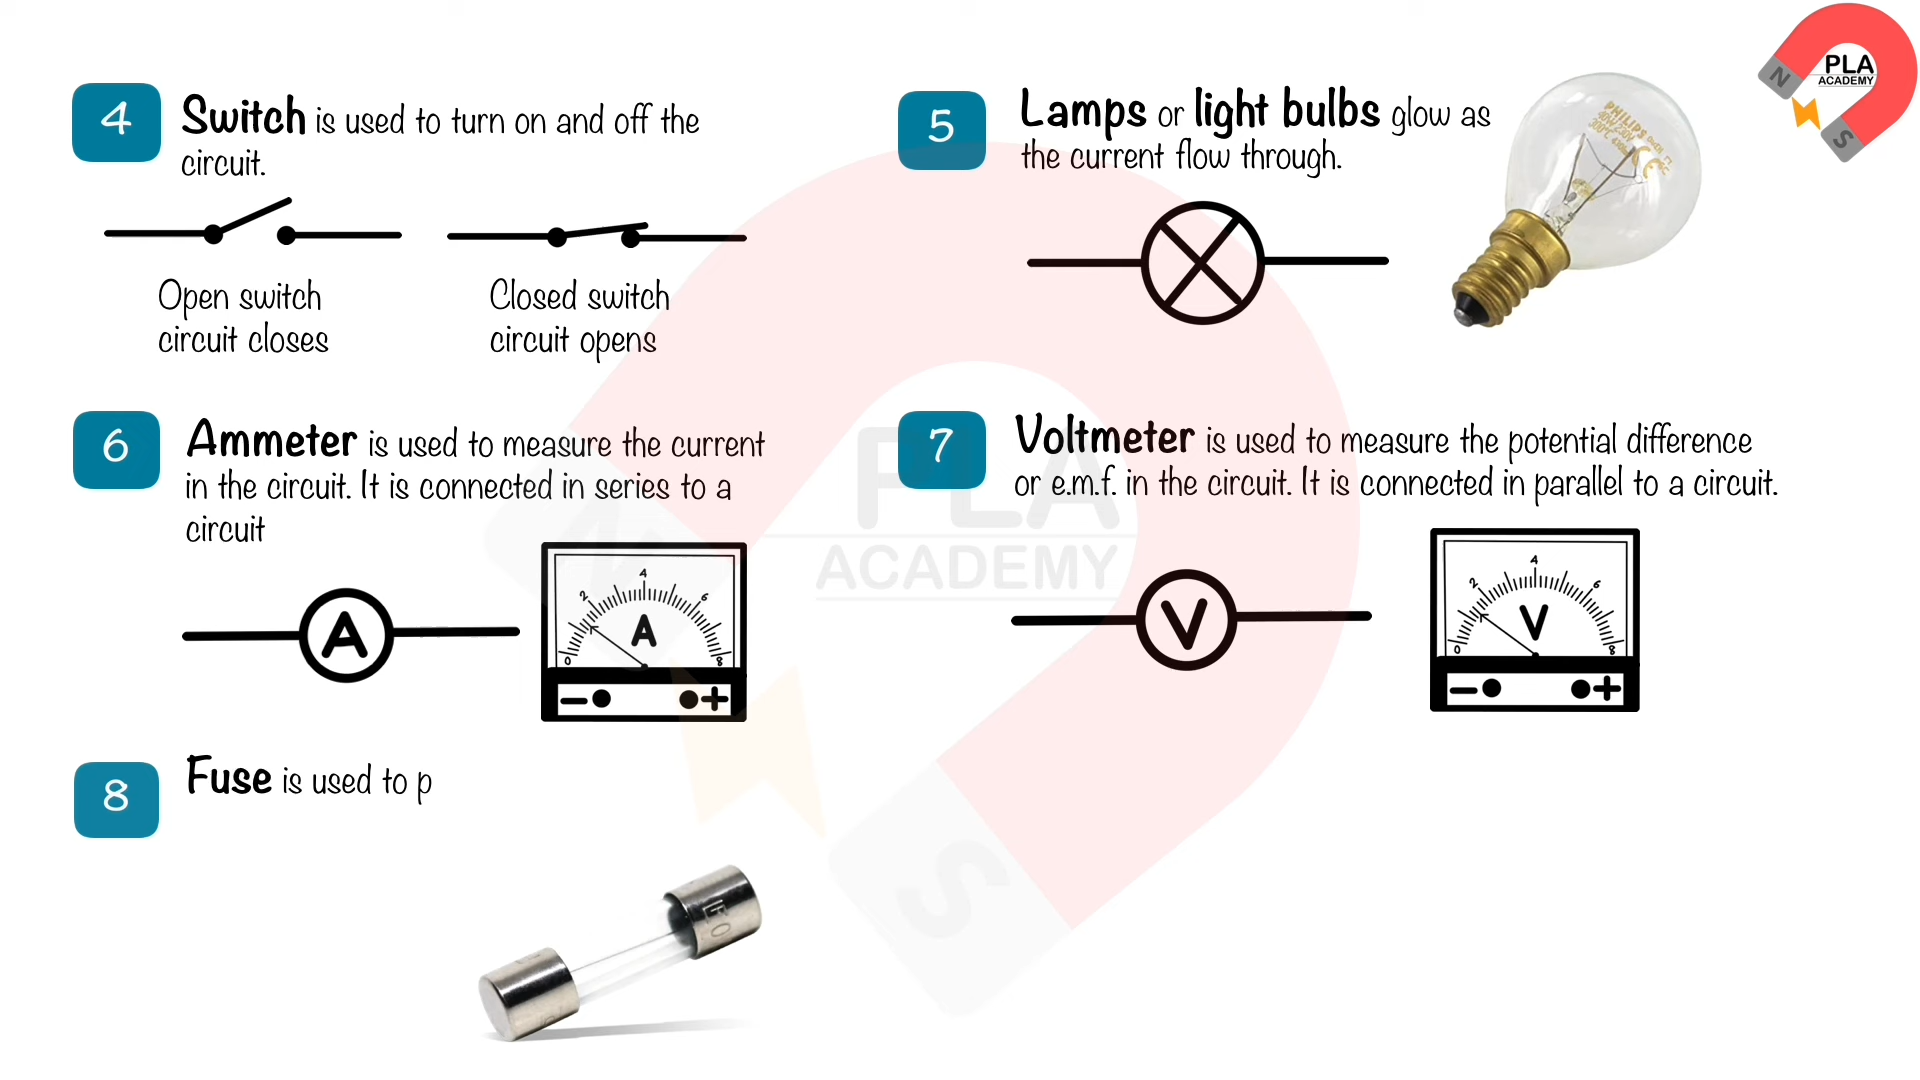 4
Switch is used to turn on and off the
circuit.
Open switch
circuit closes
Closed switch
circuit opens
5
Lamps or light bulbs glow as
the current flow through.
PHILIPS
N
PLA
ACADEMY
S
6
Ammeter is used to measure the current
in the circuit. It is connected in series to a
circuit
A
0 2 4 6 8
A
− +
7
Voltmeter is used to measure the potential difference
or e.m.f. in the circuit. It is connected in parallel to a circuit.
V
0 2 4 6 8
V
− +
PLA
ACADEMY
N
S
8
Fuse is used to p